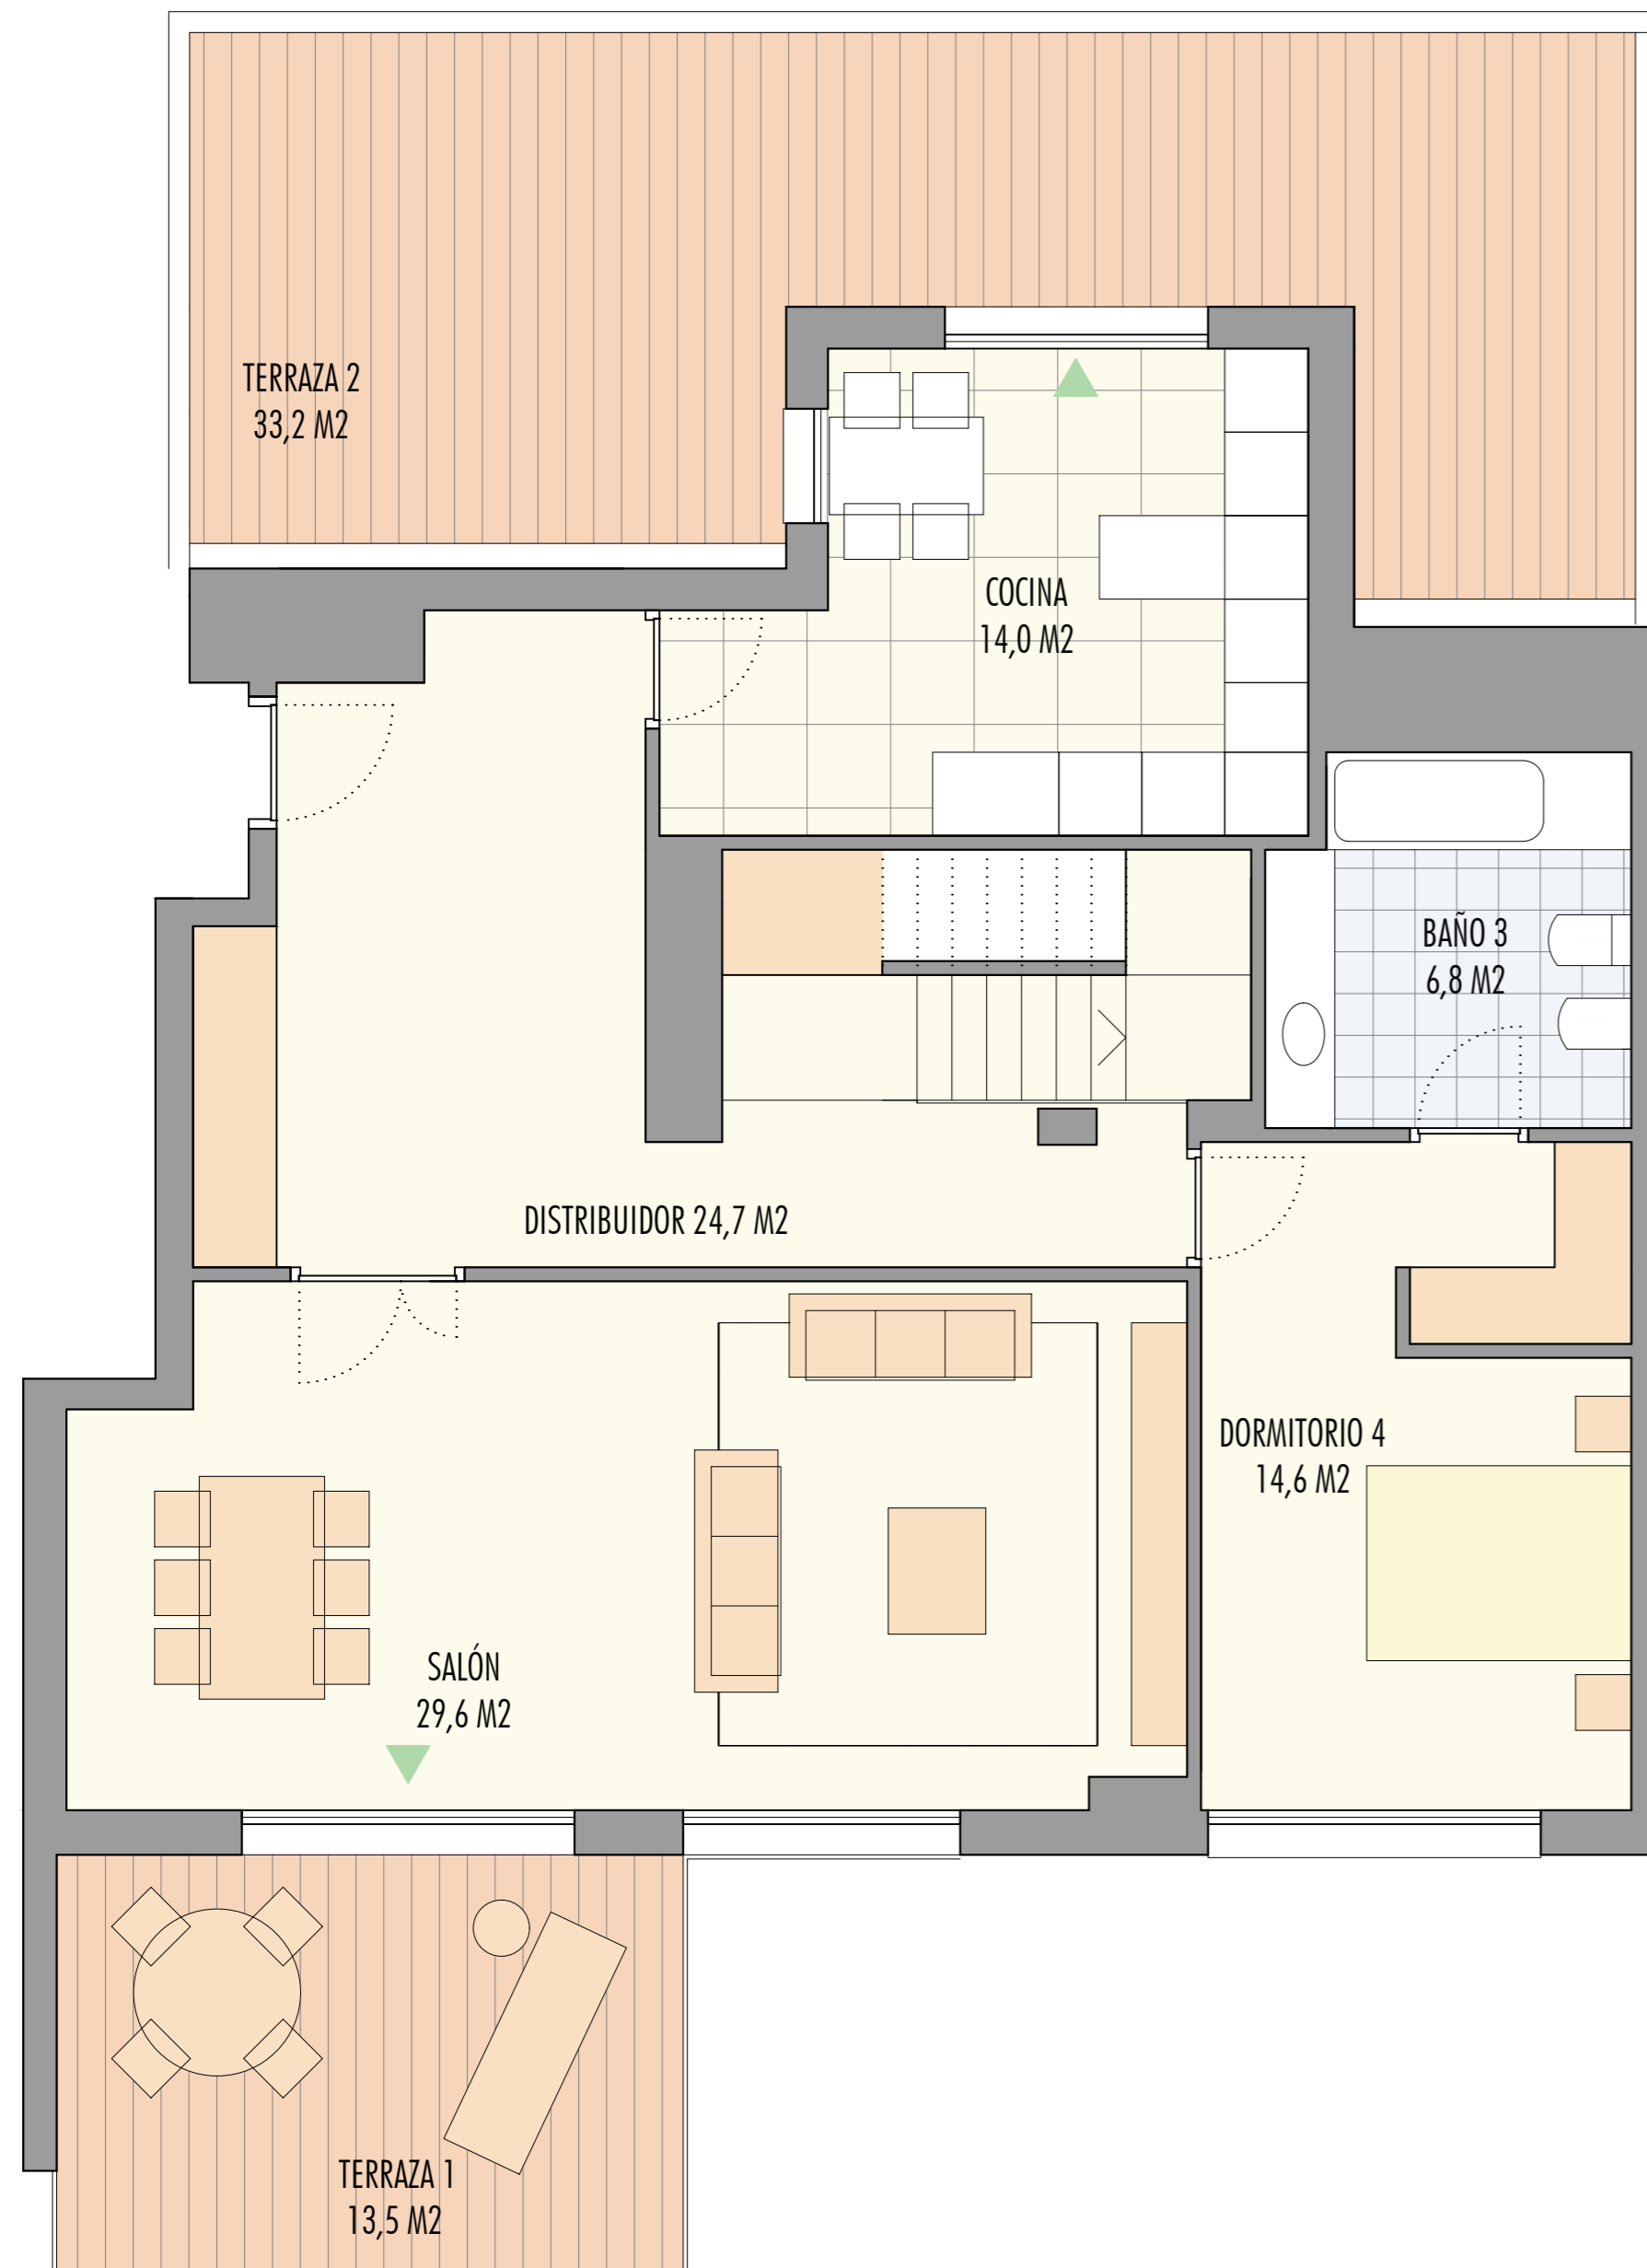 TERRAZA 2
33,2 M2
COCINA
14,0 M2
BAÑO 3
6,8 M2
DISTRIBUIDOR 24,7 M2
DORMITORIO 4
14,6 M2
SALÓN
29,6 M2
TERRAZA 1
13,5 M2